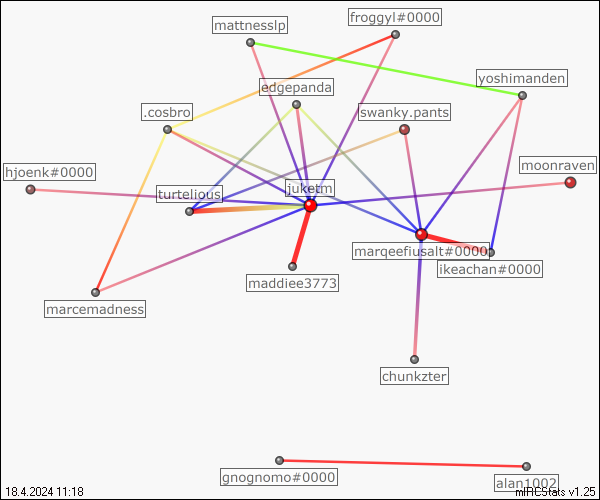 froggyl#0000
mattnesslp
yoshimanden
edgepanda
.cosbro
swanky.pants
moonraven
hjoenk#0000
turtelious
juketm
marqeefiusalt#0000
ikeachan#0000
maddiee3773
marcemadness
chunkzter
gnognomo#0000
alan1002
18.4.2024 11:18
mIRCStats v1.25